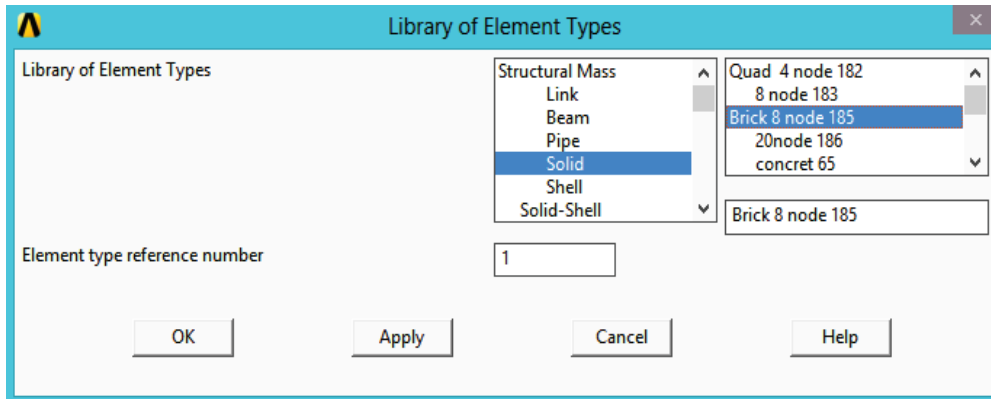 Library of Element Types
Library of Element Types
Structural Mass
Link
Beam
Pipe
Solid
Shell
Solid-Shell
Quad 4 node 182
8 node 183
Brick 8 node 185
20node 186
concret 65
Brick 8 node 185
Element type reference number
1
OK
Apply
Cancel
Help